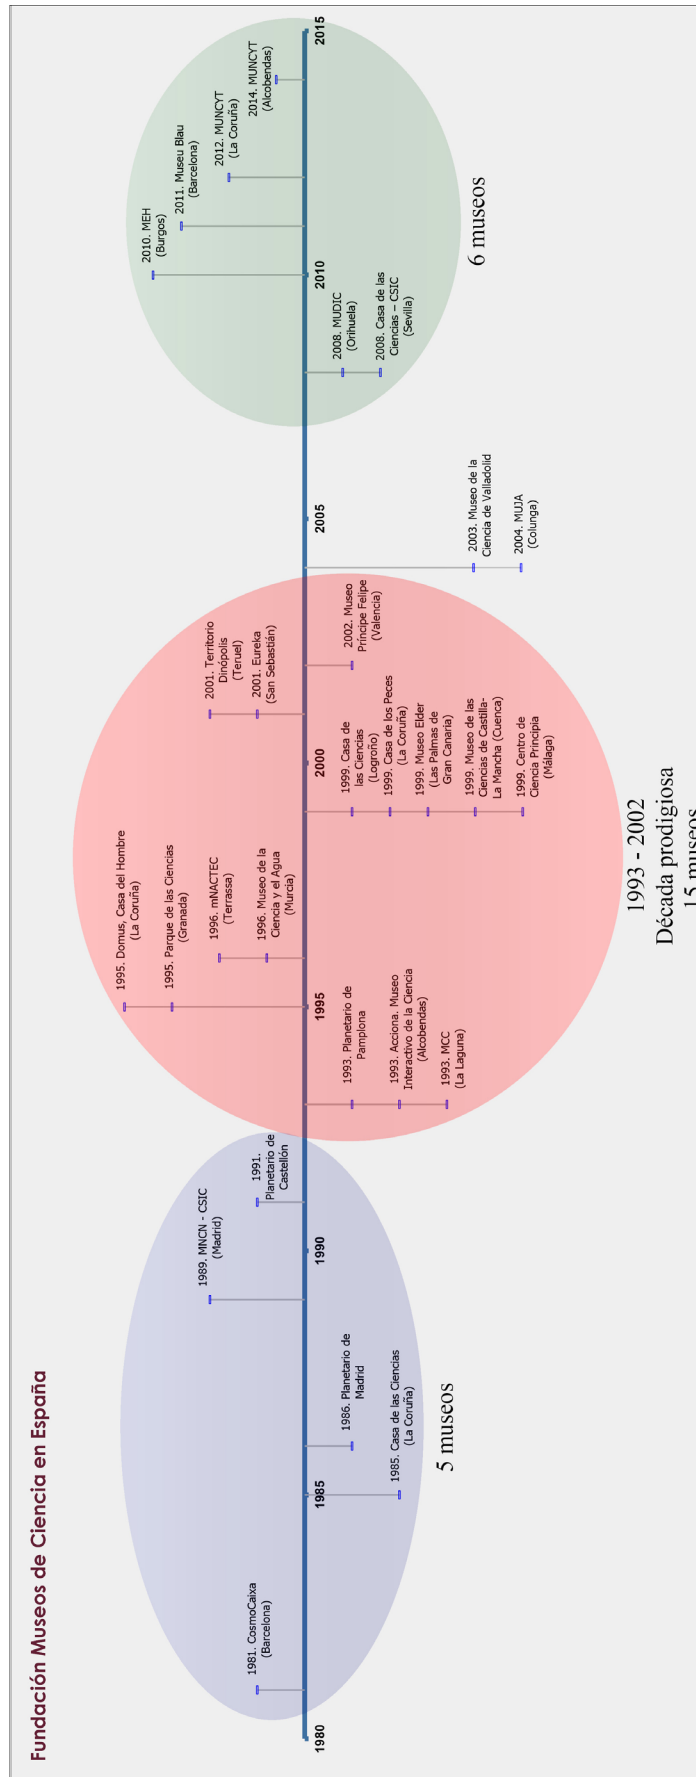 Fundación Museos de Ciencia en España
1981. CosmoCaixa
(Barcelona)
1985. Casa de las Ciencias
(La Coruña)
1986. Planetario de
Madrid
1989. MNCN - CSIC
(Madrid)
1991.
Planetario de
Castellón
5 museos
1993. Planetario de
Pamplona
1993. Acciona. Museo
Interactivo de la Ciencia
(Alcobendas)
1993. MCC
(La Laguna)
1995. Domus, Casa del Hombre
(La Coruña)
1995. Parque de las Ciencias
(Granada)
1996. mNACTEC
(Terrassa)
1996. Museo de la
Ciencia y el Agua
(Murcia)
1999. Casa de
las Ciencias
(Logroño)
1999. Casa de los Peces
(La Coruña)
1999. Museo Elder
(Las Palmas de
Gran Canaria)
1999. Museo de las
Ciencias de Castilla-
La Mancha (Cuenca)
1999. Centro de
Ciencia Principia
(Málaga)
2001. Territorio
Dinópolis
(Teruel)
2001. Eureka
(San Sebastián)
2002. Museo
Príncipe Felipe
(Valencia)
1993 - 2002
Década prodigiosa
15 museos
2003. Museo de la
Ciencia de Valladolid
2004. MUJA
(Colunga)
2008. MUDIC
(Orihuela)
2008. Casa de las
Ciencias – CSIC
(Sevilla)
2010. MEH
(Burgos)
2011. Museu Blau
(Barcelona)
2012. MUNCYT
(La Coruña)
2014. MUNCYT
(Alcobendas)
6 museos
1980
1985
1990
1995
2000
2005
2010
2015